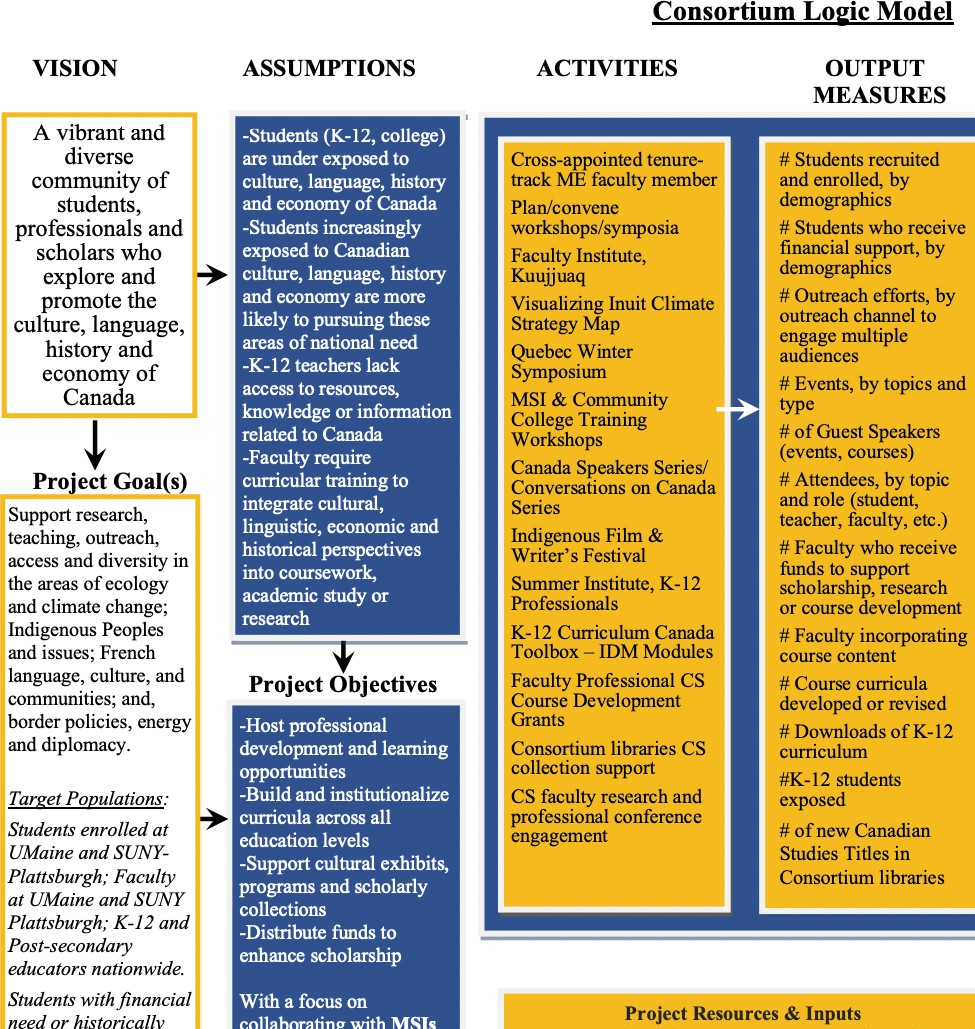 Consortium Logic Model
VISION
A vibrant and
diverse
community of
students,
professionals and
scholars who
explore and
promote the
culture, language,
history and
economy of
Canada
Project Goal(s)
Support research,
teaching, outreach,
access and diversity in
the areas of ecology
and climate change;
Indigenous Peoples
and issues; French
language, culture, and
communities; and,
border policies, energy
and diplomacy.
Target Populations:
Students enrolled at
UMaine and SUNY-
Plattsburgh; Faculty
at UMaine and SUNY
Plattsburgh; K-12 and
Post-secondary
educators nationwide.
Students with financial
need or historically
ASSUMPTIONS
-Students (K-12, college)
are under exposed to
culture, language, history
and economy of Canada
-Students increasingly
exposed to Canadian
culture, language, history
and economy are more
likely to pursuing these
areas of national need
-K-12 teachers lack
access to resources,
knowledge or information
related to Canada
-Faculty require
curricular training to
integrate cultural,
linguistic, economic and
historical perspectives
into coursework,
academic study or
research
Project Objectives
-Host professional
development and learning
opportunities
-Build and institutionalize
curricula across all
education levels
-Support cultural exhibits,
programs and scholarly
collections
-Distribute funds to
enhance scholarship
With a focus on
collaborating with MSIs
ACTIVITIES
Cross-appointed tenure-
track ME faculty member
Plan/convene
workshops/symposia
Faculty Institute,
Kuujjuaq
Visualizing Inuit Climate
Strategy Map
Quebec Winter
Symposium
MSI & Community
College Training
Workshops
Canada Speakers Series/
Conversations on Canada
Series
Indigenous Film &
Writer's Festival
Summer Institute, K-12
Professionals
K-12 Curriculum Canada
Toolbox – IDM Modules
Faculty Professional CS
Course Development
Grants
Consortium libraries CS
collection support
CS faculty research and
professional conference
engagement
OUTPUT
MEASURES
# Students recruited
and enrolled, by
demographics
# Students who receive
financial support, by
demographics
# Outreach efforts, by
outreach channel to
engage multiple
audiences
# Events, by topics and
type
# of Guest Speakers
(events, courses)
# Attendees, by topic
and role (student,
teacher, faculty, etc.)
# Faculty who receive
funds to support
scholarship, research
or course development
# Faculty incorporating
course content
# Course curricula
developed or revised
# Downloads of K-12
curriculum
#K-12 students
exposed
# of new Canadian
Studies Titles in
Consortium libraries
Project Resources & Inputs